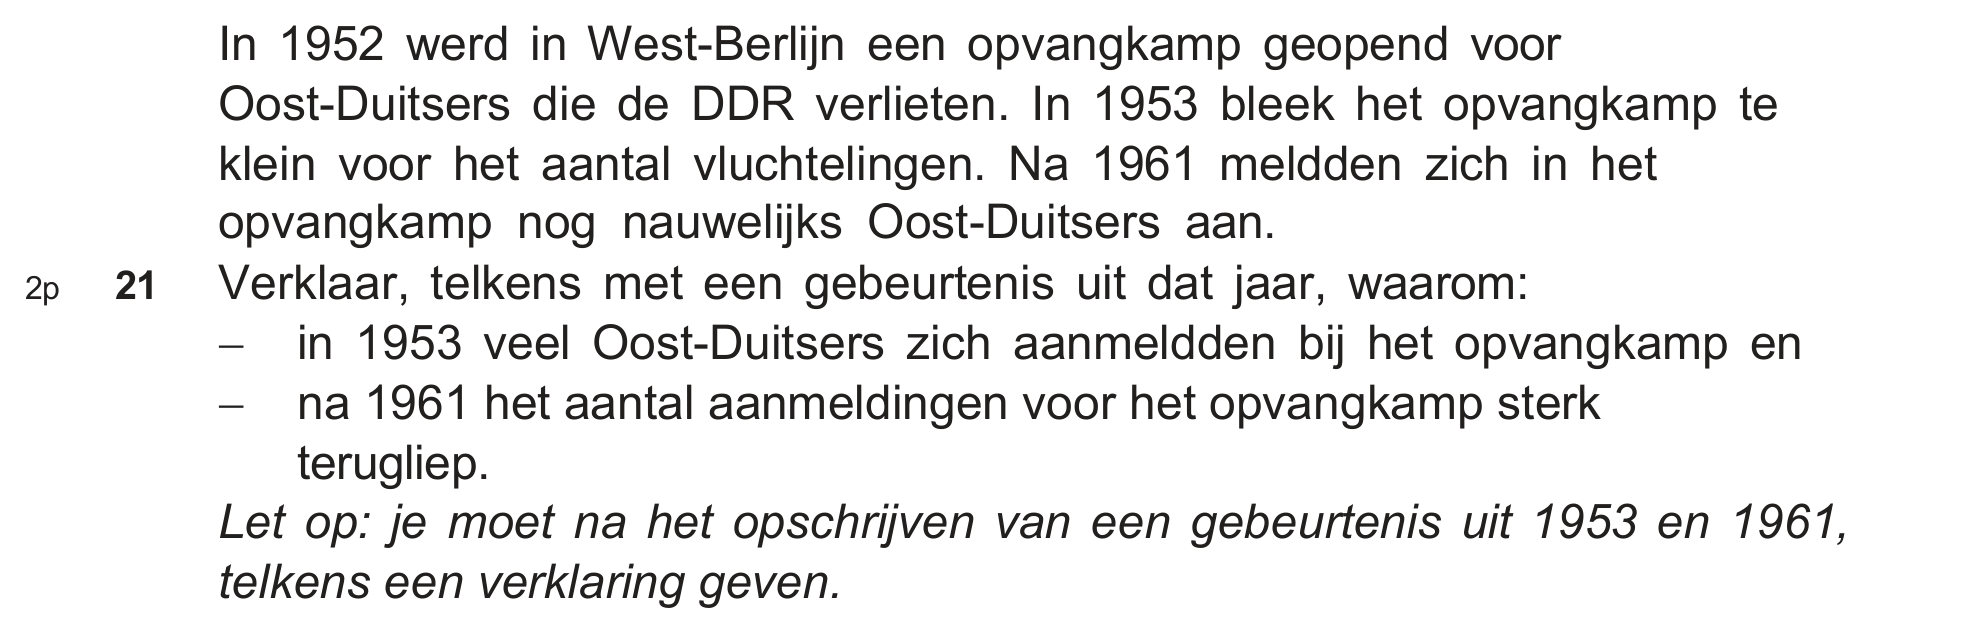 In 1952 werd in West-Berlijn een opvangkamp geopend voor
Oost-Duitsers die de DDR verlieten. In 1953 bleek het opvangkamp te
klein voor het aantal vluchtelingen. Na 1961 meldden zich in het
opvangkamp nog nauwelijks Oost-Duitsers aan.
2p 21 Verklaar, telkens met een gebeurtenis uit dat jaar, waarom:
– in 1953 veel Oost-Duitsers zich aanmeldden bij het opvangkamp en
– na 1961 het aantal aanmeldingen voor het opvangkamp sterk
terugliep.
Let op: je moet na het opschrijven van een gebeurtenis uit 1953 en 1961,
telkens een verklaring geven.